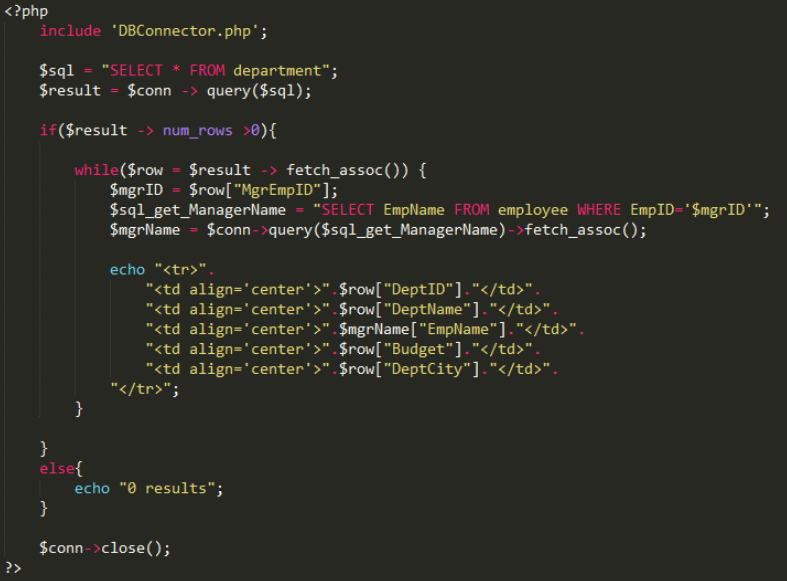 <?php
include 'DBConnector.php';
$sql = "SELECT * FROM department";
$result = $conn -> query($sql);
if($result -> num_rows >0){
while($row = $result -> fetch_assoc()) {
$mgrID = $row["MgrEmpID"];
$sql_get_ManagerName = "SELECT EmpName FROM employee WHERE EmpID='$mgrID'";
$mgrName = $conn->query($sql_get_ManagerName)->fetch_assoc();
echo "<tr>".
"<td align='center'>".$row["DeptID"]."</td>".
"<td align='center'>".$row["DeptName"]."</td>".
"<td align='center'>".$mgrName["EmpName"]."</td>".
"<td align='center'>".$row["Budget"]."</td>".
"<td align='center'>".$row["DeptCity"]."</td>".
"</tr>";
}
}
else{
echo "0 results";
}
$conn->close();
?>